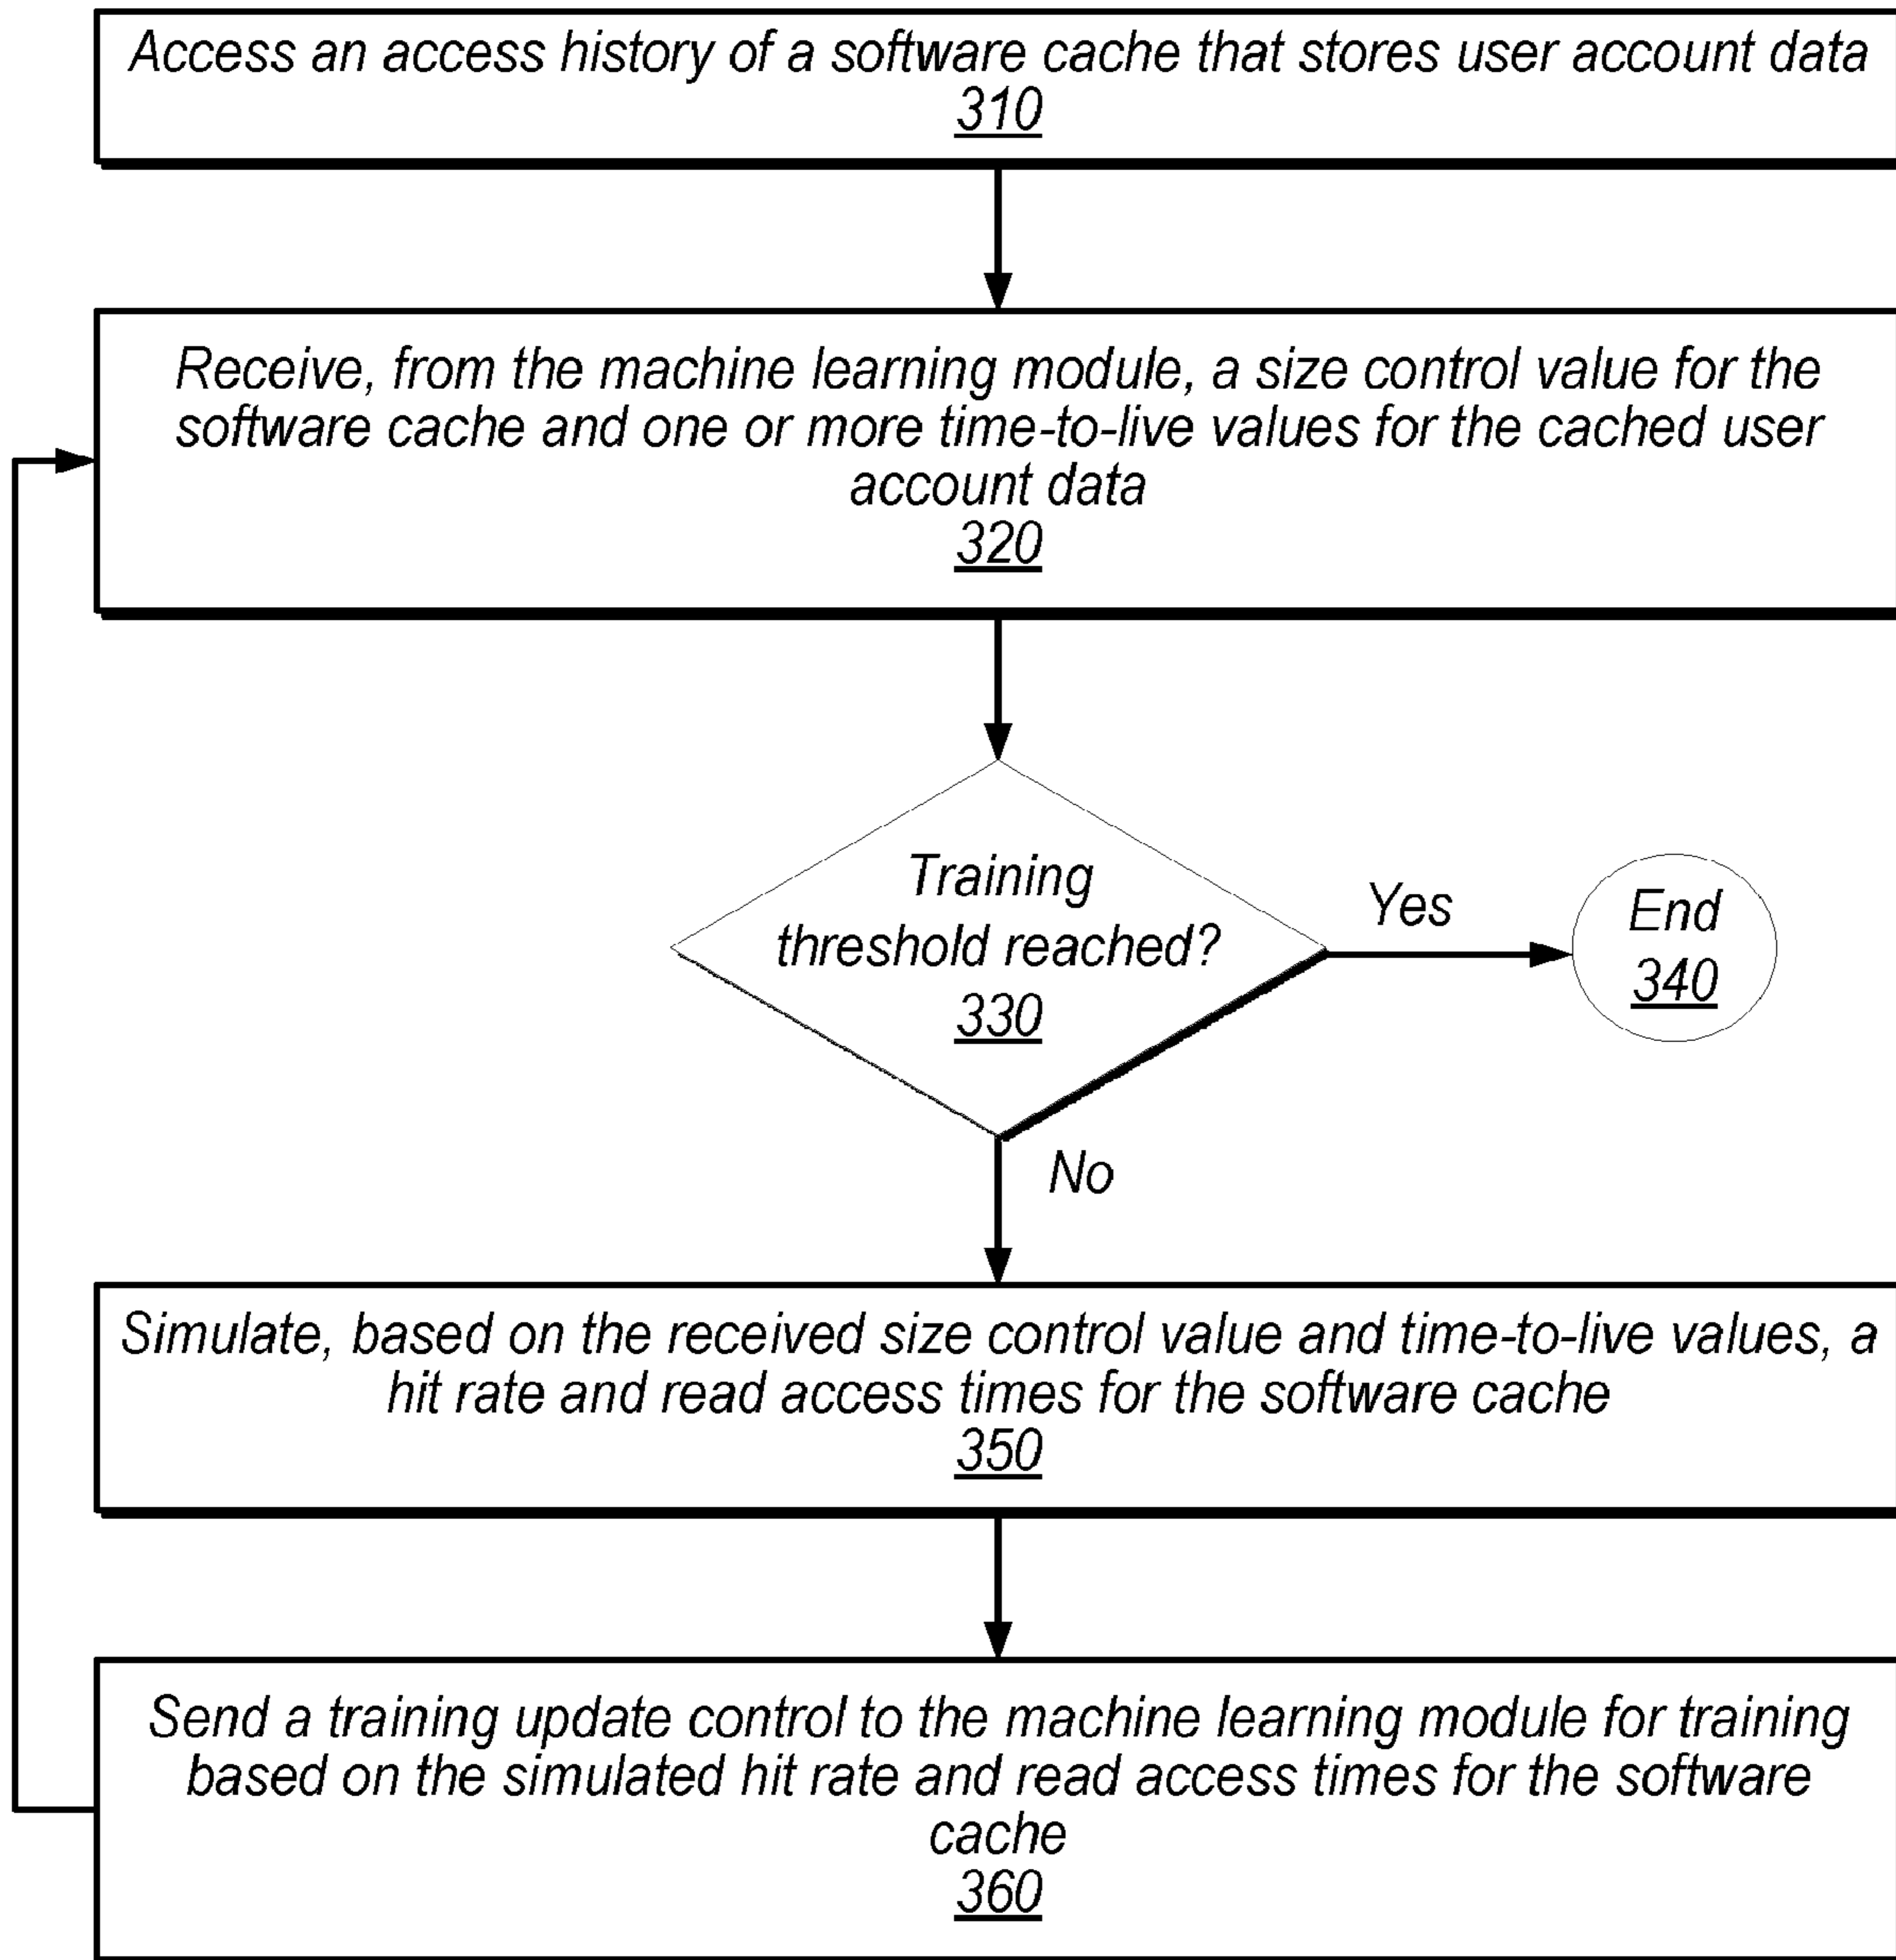 Access an access history of a software cache that stores user account data
310
Receive, from the machine learning module, a size control value for the
software cache and one or more time-to-live values for the cached user
account data
320
Training
threshold reached?
330
Yes
End
340
No
Simulate, based on the received size control value and time-to-live values, a
hit rate and read access times for the software cache
350
Send a training update control to the machine learning module for training
based on the simulated hit rate and read access times for the software
cache
360